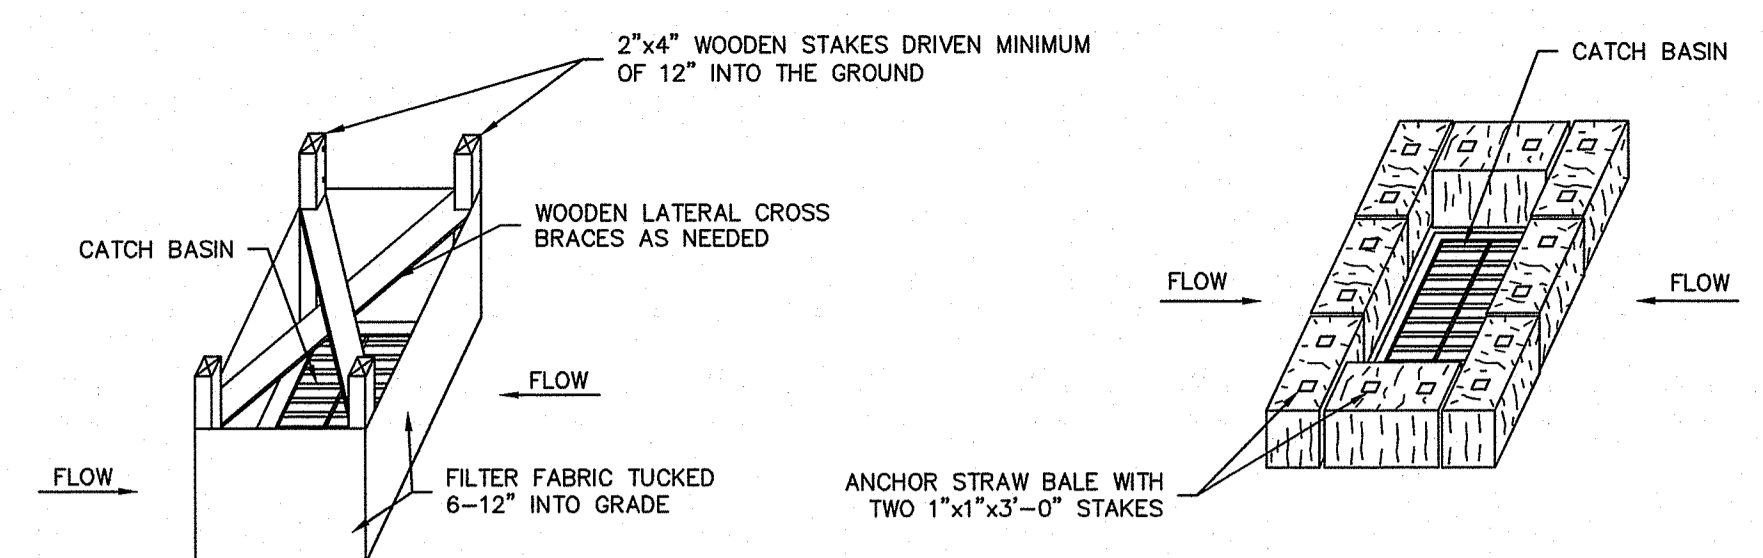 2"x4" WOODEN STAKES DRIVEN MINIMUM
OF 12" INTO THE GROUND
WOODEN LATERAL CROSS
BRACES AS NEEDED
CATCH BASIN
FLOW
FLOW
FILTER FABRIC TUCKED
6-12" INTO GRADE
CATCH BASIN
FLOW
FLOW
ANCHOR STRAW BALE WITH
TWO 1"x1"x3'-0" STAKES